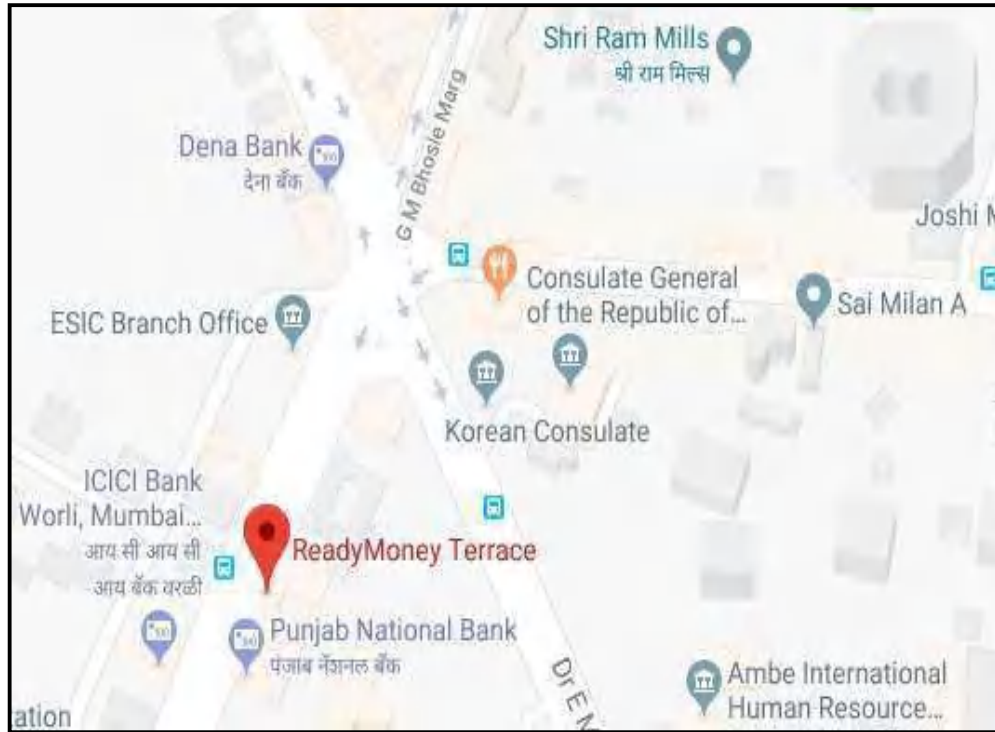 Shri Ram Mills
श्री राम मिल्स
G M Bhosle Marg
Dena Bank
देना बँक
Joshi M
Consulate General
of the Republic of...
Sai Milan A
ESIC Branch Office
Korean Consulate
ICICI Bank
Worli, Mumbai...
आय सी आय सी
आय बँक वरळी
ReadyMoney Terrace
Punjab National Bank
पंजाब नॅशनल बँक
Dr E M
Ambe International
Human Resource...
ation